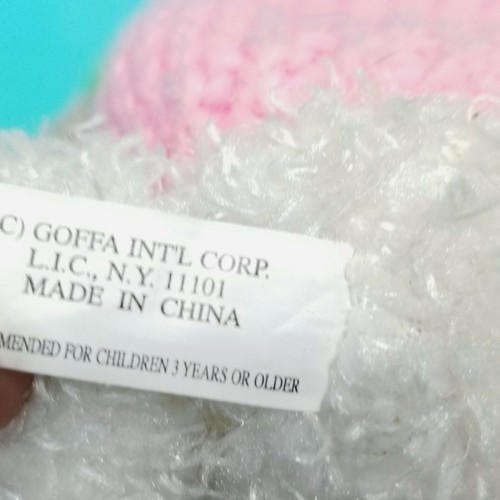 C) GOFFA INT'L CORP.
L.I.C., N.Y. 11101
MADE IN CHINA
MENDED FOR CHILDREN 3 YEARS OR OLDER